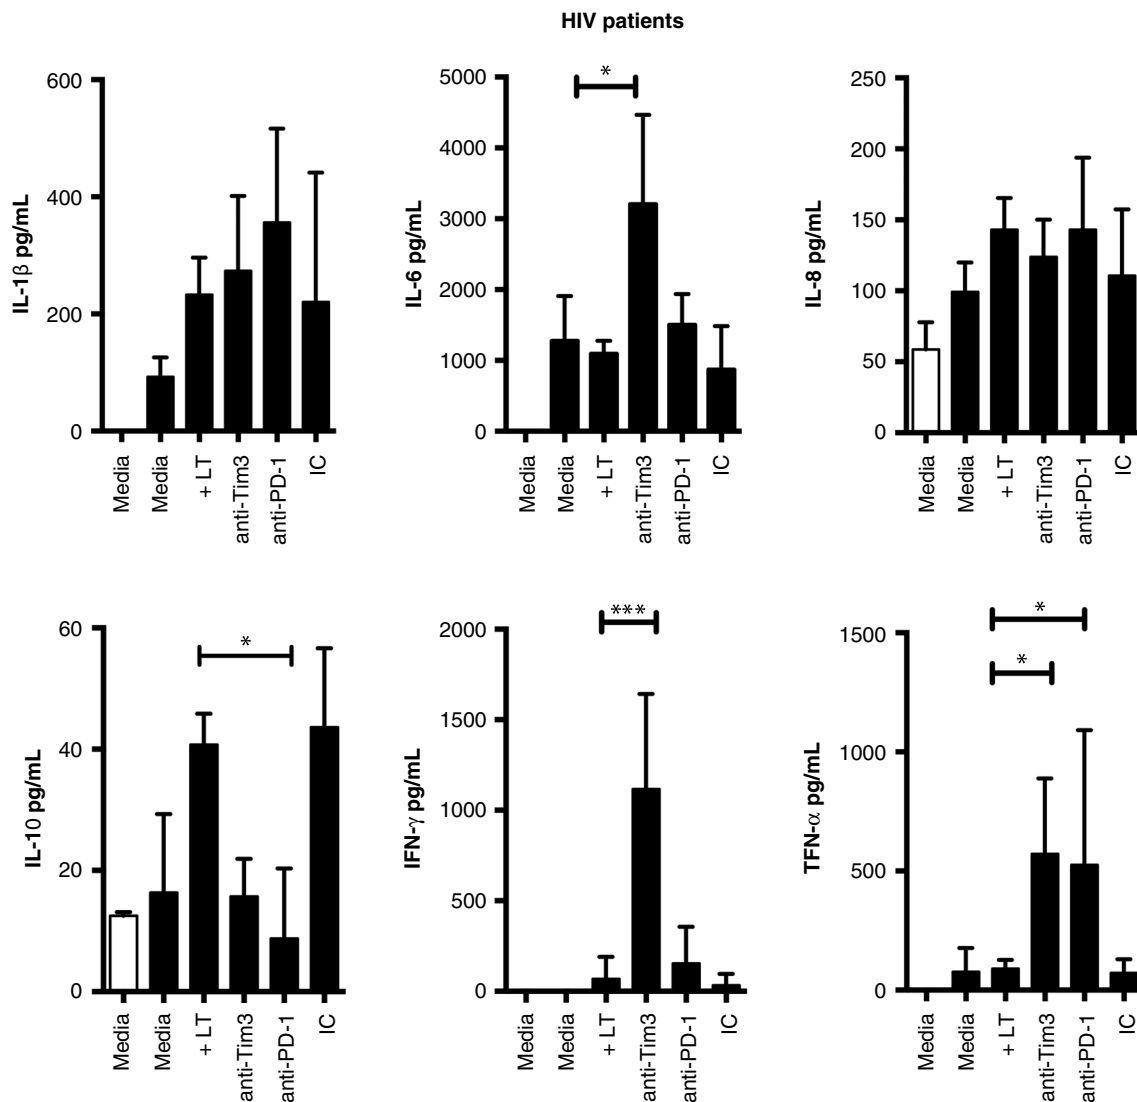 HIV patients
IL-1β pg/mL
600
400
200
0
Media
Media
+ LT
anti-Tim3
anti-PD-1
IC
IL-6 pg/mL
5000
4000
3000
2000
1000
0
*
Media
Media
+ LT
anti-Tim3
anti-PD-1
IC
IL-8 pg/mL
250
200
150
100
50
0
Media
Media
+ LT
anti-Tim3
anti-PD-1
IC
IL-10 pg/mL
60
40
20
0
*
Media
Media
+ LT
anti-Tim3
anti-PD-1
IC
IFN-γ pg/mL
2000
1500
1000
500
0
***
Media
Media
+ LT
anti-Tim3
anti-PD-1
IC
TFN-α pg/mL
1500
1000
500
0
*
*
Media
Media
+ LT
anti-Tim3
anti-PD-1
IC